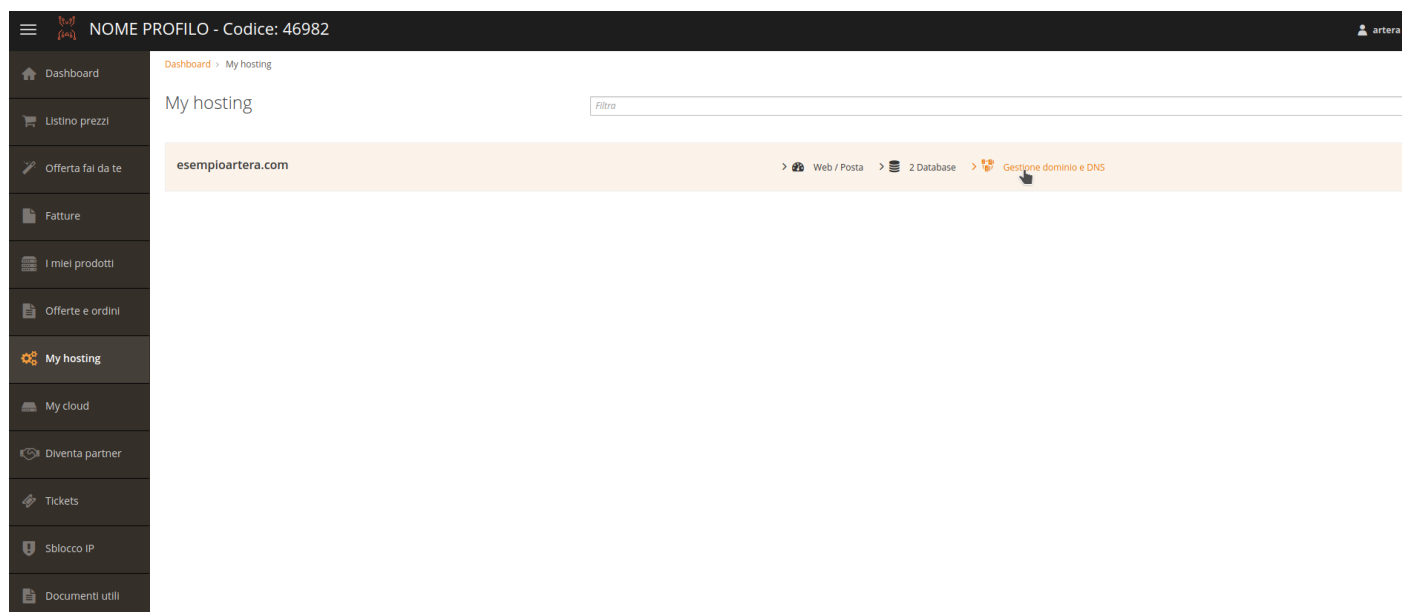 NOME PROFILO - Codice: 46982
artera
Dashboard
Listino prezzi
Offerta fai da te
Fatture
I miei prodotti
Offerte e ordini
My hosting
My cloud
Diventa partner
Tickets
Sblocco IP
Documenti utili
Dashboard > My hosting
My hosting
Filtra
esempioartera.com
> Web / Posta > 2 Database > Gestione dominio e DNS